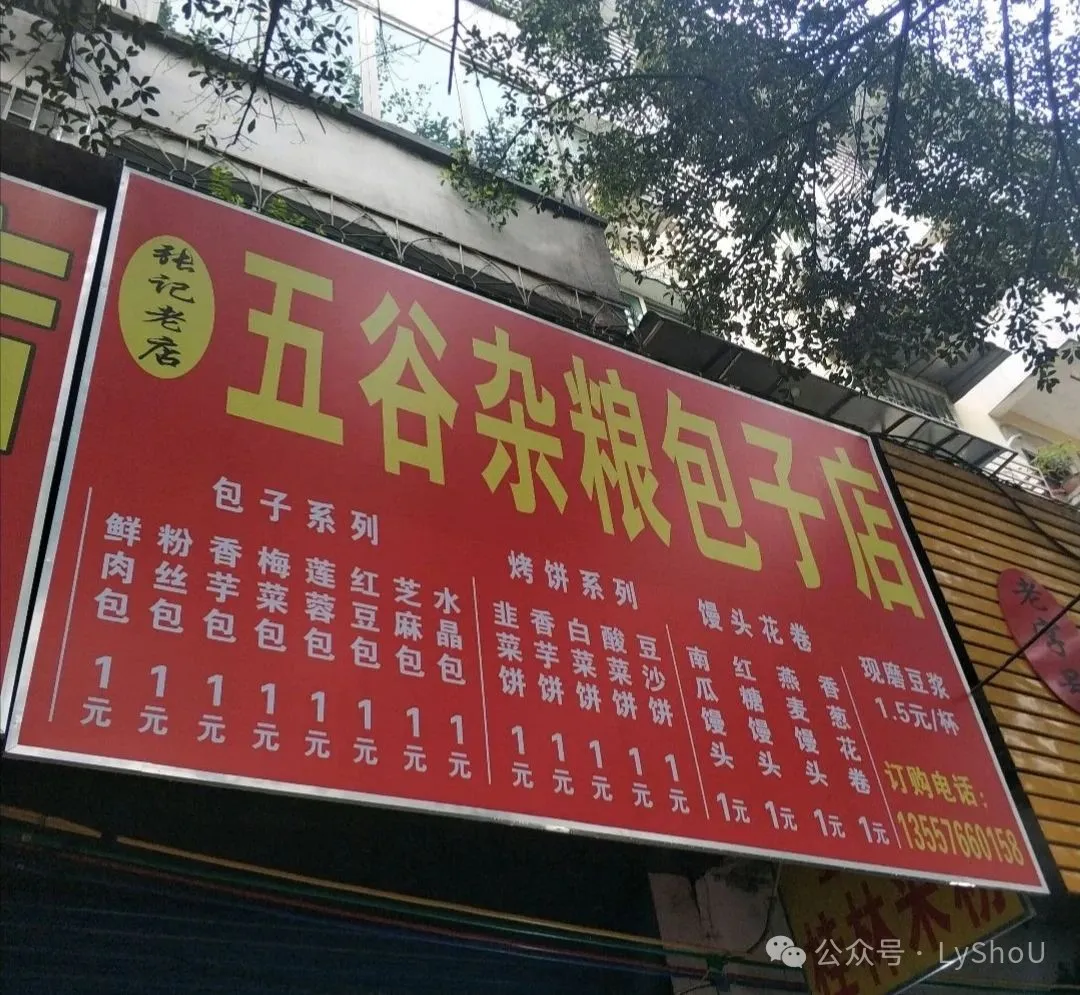 张记老店
五谷杂粮包子店
包子系列
鲜肉包 1元
粉丝包 1元
香芋包 1元
梅菜包 1元
莲蓉包 1元
红豆包 1元
芝麻包 1元
水晶包 1元
烤饼系列
韭菜饼 1元
香芋饼 1元
白菜饼 1元
酸菜饼 1元
豆沙饼 1元
馒头花卷
南瓜馒头 1元
红糖馒头 1元
燕麦馒头 1元
香葱花卷 1元
现磨豆浆
1.5元/杯
订购电话：
13557660158
桂林米粉
公众号·LyShoU